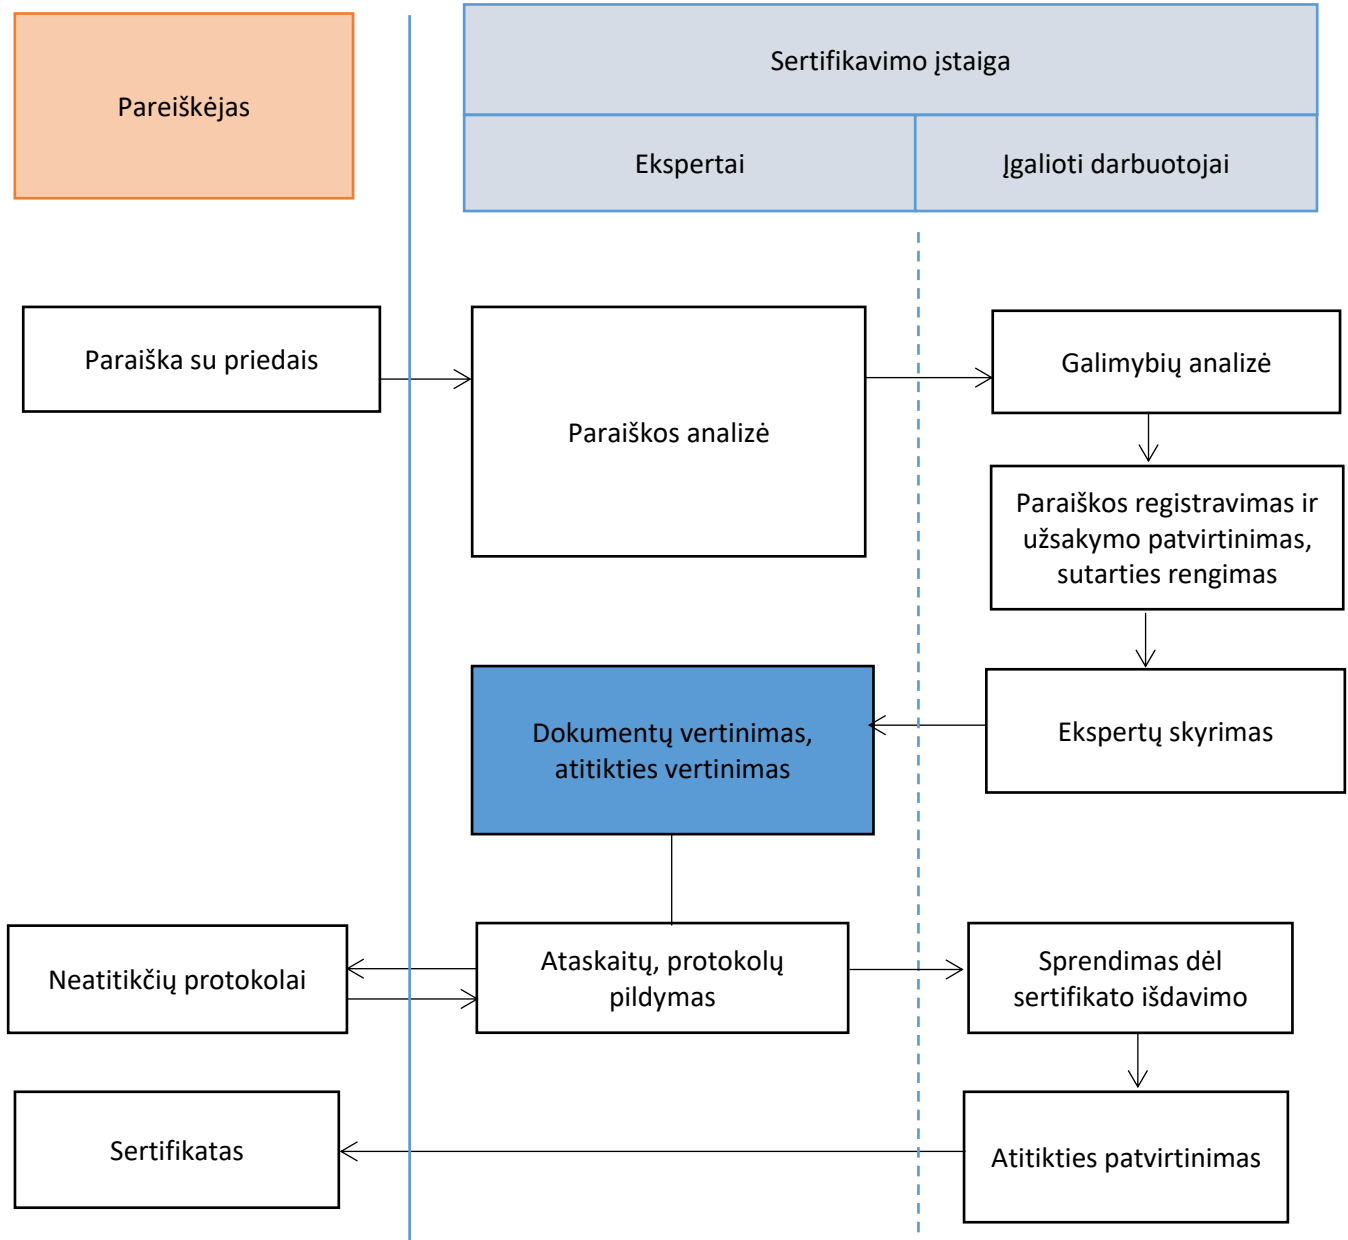 Pareiškėjas
Sertifikavimo įstaiga
Ekspertai
Įgalioti darbuotojai
Paraiška su priedais
Paraiškos analizė
Galimybių analizė
Paraiškos registravimas ir
užsakymo patvirtinimas,
sutarties rengimas
Dokumentų vertinimas,
atitikties vertinimas
Ekspertų skyrimas
Neatitikčių protokolai
Ataskaitų, protokolų
pildymas
Sprendimas dėl
sertifikato išdavimo
Sertifikatas
Atitikties patvirtinimas